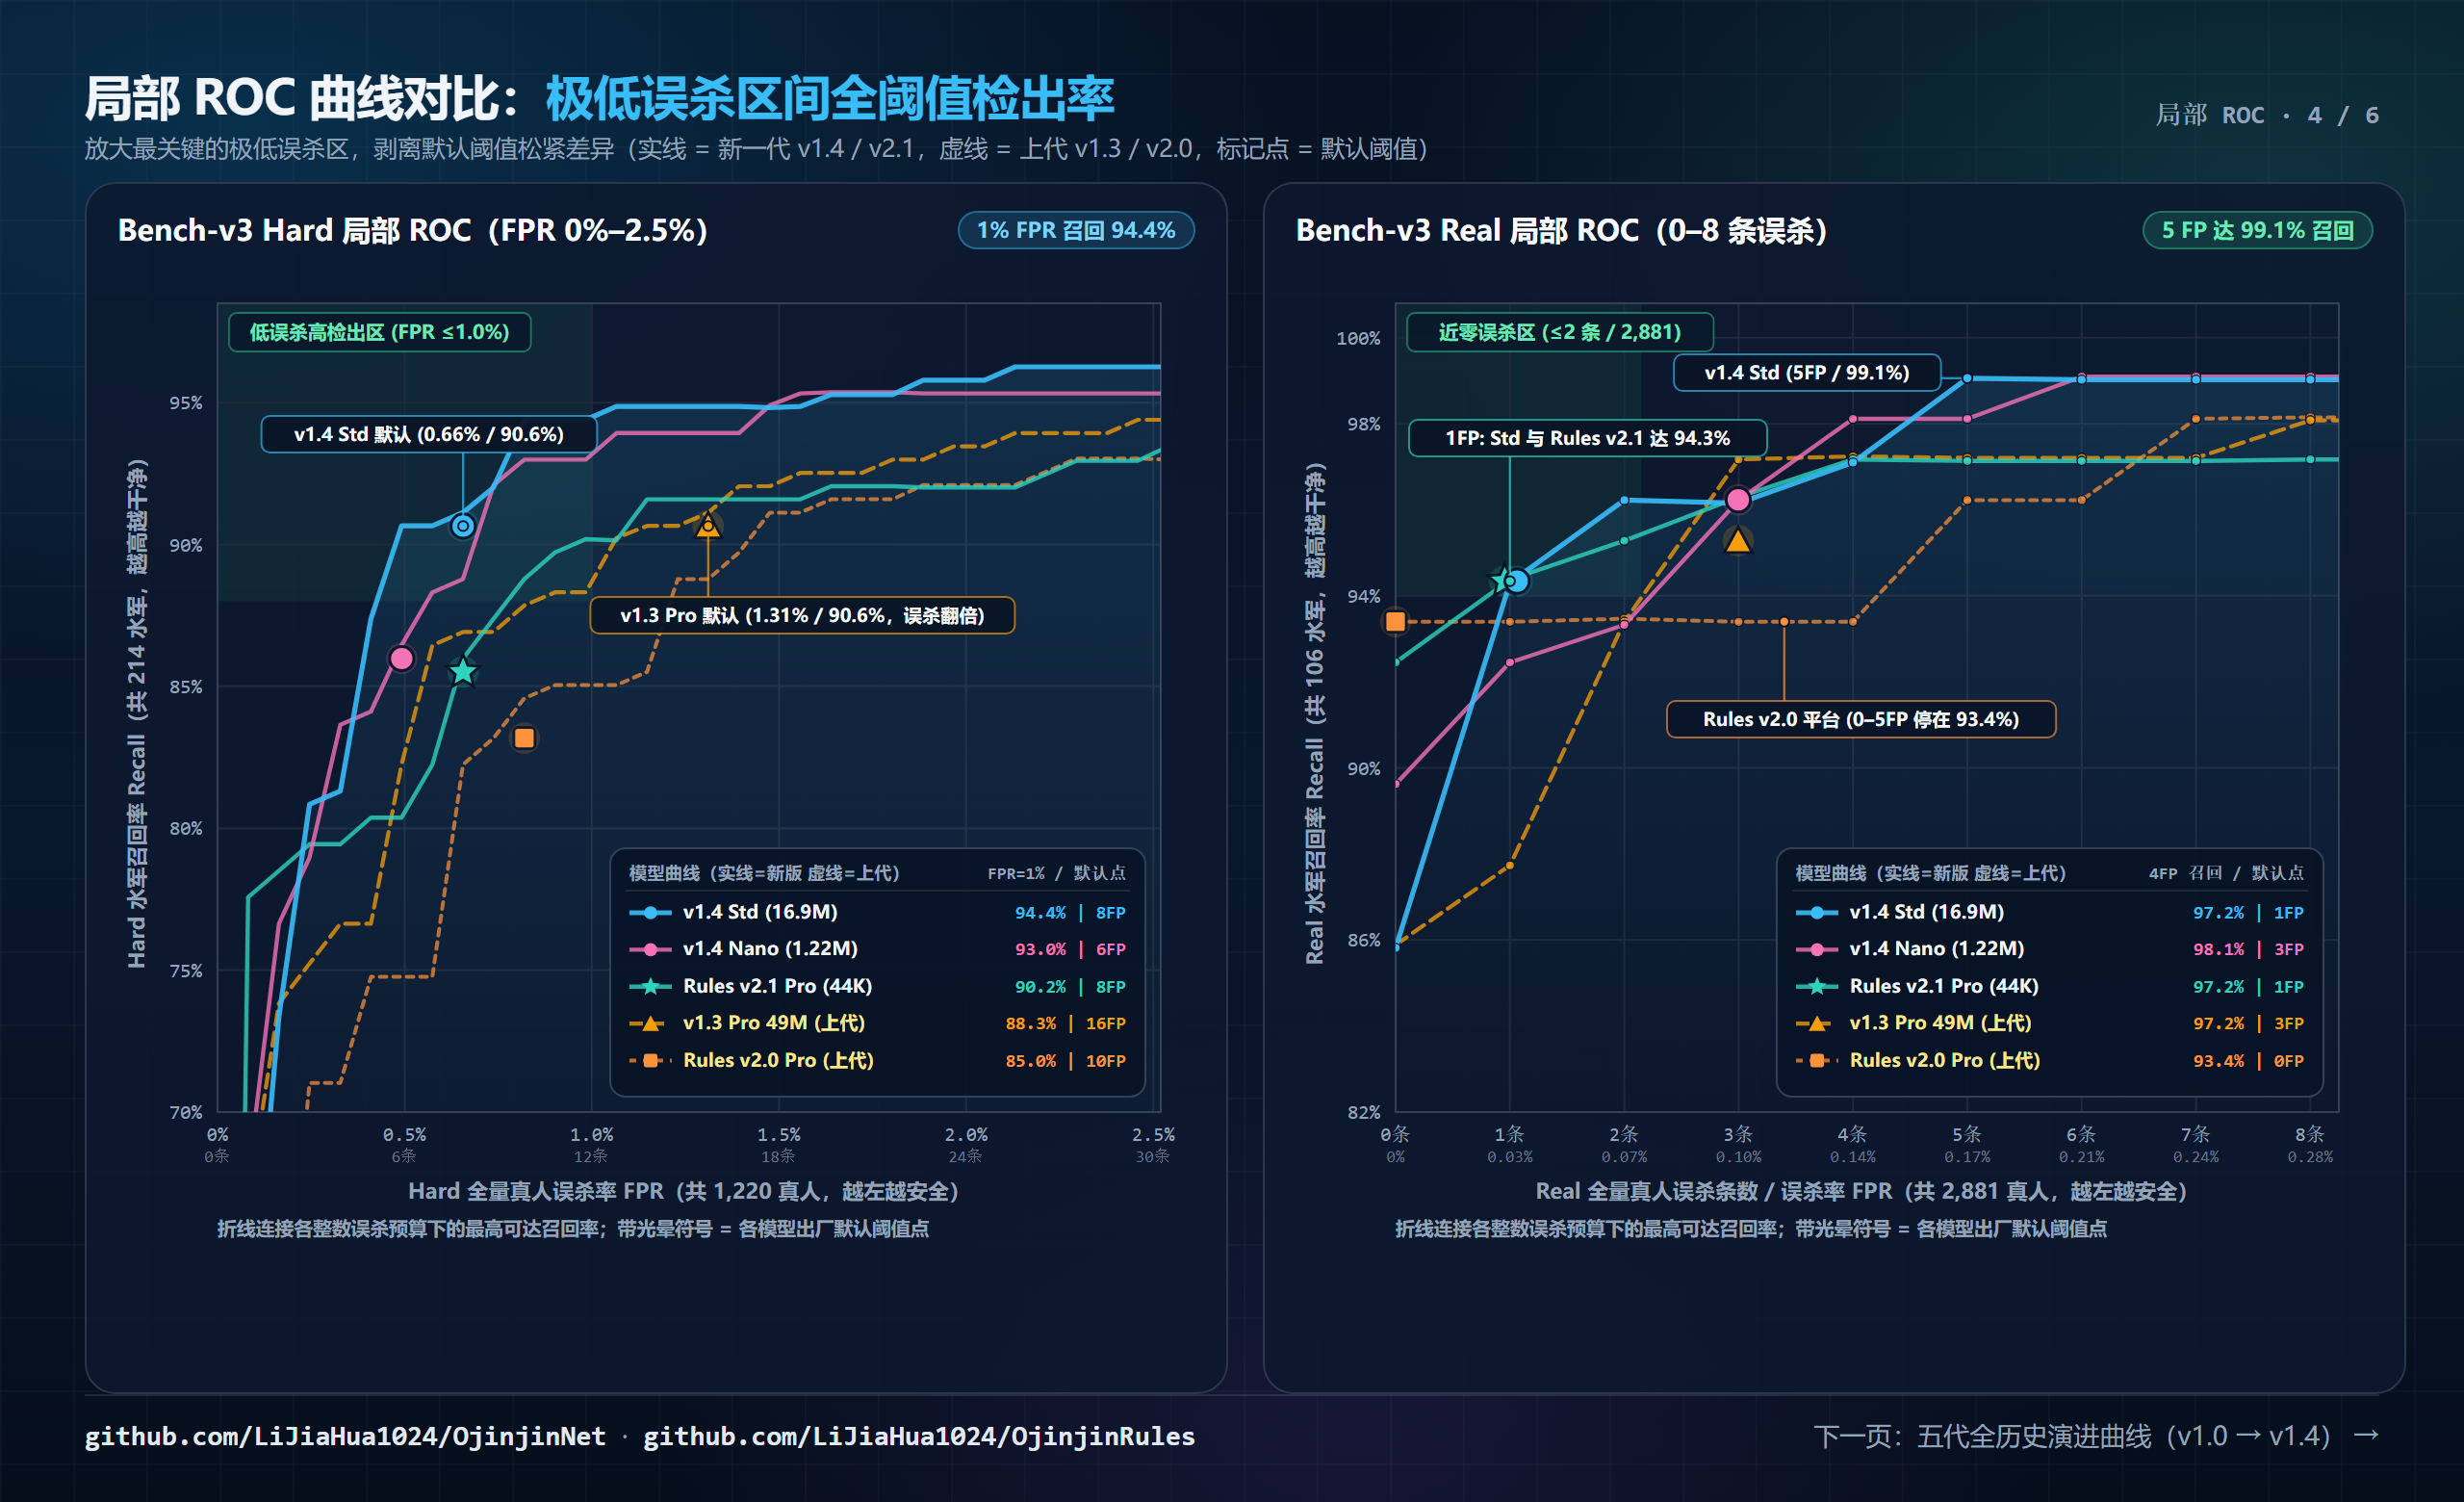 局部 ROC 曲线对比：极低误杀区间全阈值检出率
局部 ROC · 4 / 6
放大最关键的极低误杀区，剥离默认阈值松紧差异（实线 = 新一代 v1.4 / v2.1，虚线 = 上代 v1.3 / v2.0，标记点 = 默认阈值）
Bench-v3 Hard 局部 ROC（FPR 0%–2.5%）
1% FPR 召回 94.4%
低误杀高检出区 (FPR ≤1.0%)
v1.4 Std 默认 (0.66% / 90.6%)
v1.3 Pro 默认 (1.31% / 90.6%，误杀翻倍)
95%
90%
85%
80%
75%
70%
Hard 水军召回率 Recall（共 214 水军，越高越干净）
模型曲线（实线=新版 虚线=上代） FPR=1% / 默认点
v1.4 Std (16.9M) 94.4% | 8FP
v1.4 Nano (1.22M) 93.0% | 6FP
Rules v2.1 Pro (44K) 90.2% | 8FP
v1.3 Pro 49M (上代) 88.3% | 16FP
Rules v2.0 Pro (上代) 85.0% | 10FP
0% 0.5% 1.0% 1.5% 2.0% 2.5%
0条 6条 12条 18条 24条 30条
Hard 全量真人误杀率 FPR（共 1,220 真人，越左越安全）
折线连接各整数误杀预算下的最高可达召回率；带光晕符号 = 各模型出厂默认阈值点
Bench-v3 Real 局部 ROC（0–8 条误杀）
5 FP 达 99.1% 召回
近零误杀区 (≤2 条 / 2,881)
v1.4 Std (5FP / 99.1%)
1FP: Std 与 Rules v2.1 达 94.3%
Rules v2.0 平台 (0–5FP 停在 93.4%)
100%
98%
94%
90%
86%
82%
Real 水军召回率 Recall（共 106 水军，越高越干净）
模型曲线（实线=新版 虚线=上代） 4FP 召回 / 默认点
v1.4 Std (16.9M) 97.2% | 1FP
v1.4 Nano (1.22M) 98.1% | 3FP
Rules v2.1 Pro (44K) 97.2% | 1FP
v1.3 Pro 49M (上代) 97.2% | 3FP
Rules v2.0 Pro (上代) 93.4% | 0FP
0条 1条 2条 3条 4条 5条 6条 7条 8条
0% 0.03% 0.07% 0.10% 0.14% 0.17% 0.21% 0.24% 0.28%
Real 全量真人误杀条数 / 误杀率 FPR（共 2,881 真人，越左越安全）
折线连接各整数误杀预算下的最高可达召回率；带光晕符号 = 各模型出厂默认阈值点
github.com/LiJiaHua1024/OjinjinNet · github.com/LiJiaHua1024/OjinjinRules
下一页：五代全历史演进曲线（v1.0 → v1.4） →